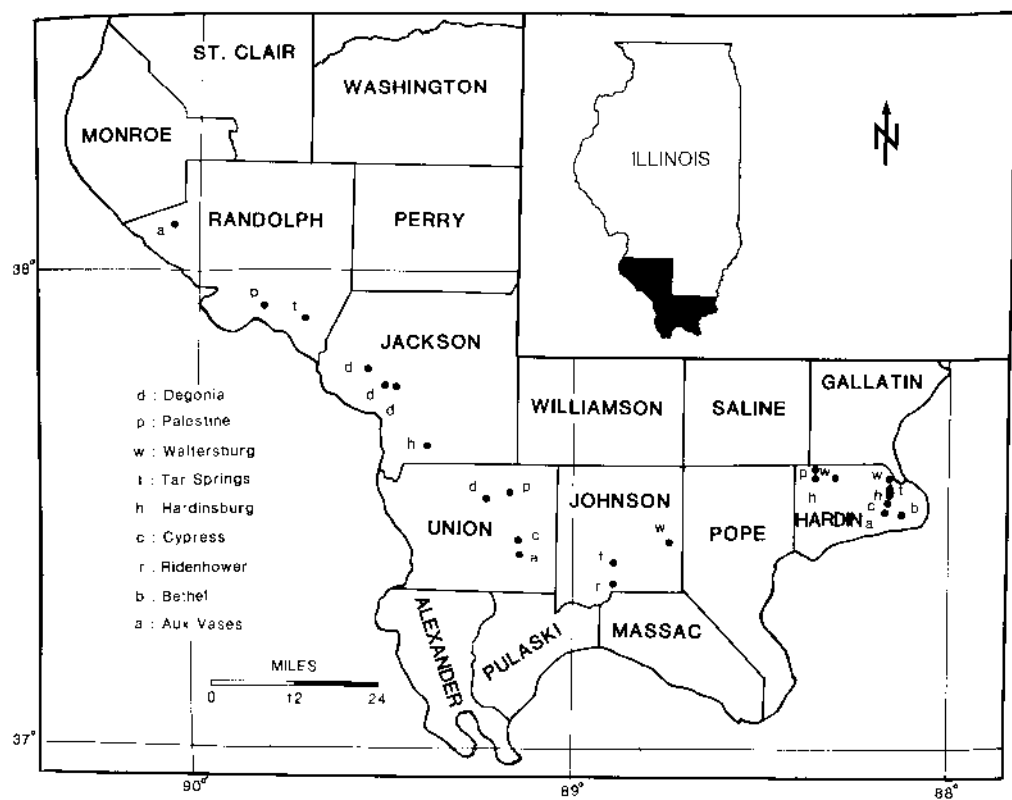 ST. CLAIR
WASHINGTON
MONROE
ILLINOIS
N
RANDOLPH
PERRY
a
38°
p
t
JACKSON
d
d
d
GALLATIN
WILLIAMSON
SALINE
d : Degonia
p : Palestine
w : Waltersburg
t : Tar Springs
h : Hardinsburg
c : Cypress
r : Ridenhower
b : Bethel
a : Aux Vases
h
p w
h
w
t
h
c
b
a
HARDIN
d
p
JOHNSON
UNION
POPE
c
a
w
t
r
ALEXANDER
PULASKI
MASSAC
MILES
0 12 24
37°
90°
89°
88°